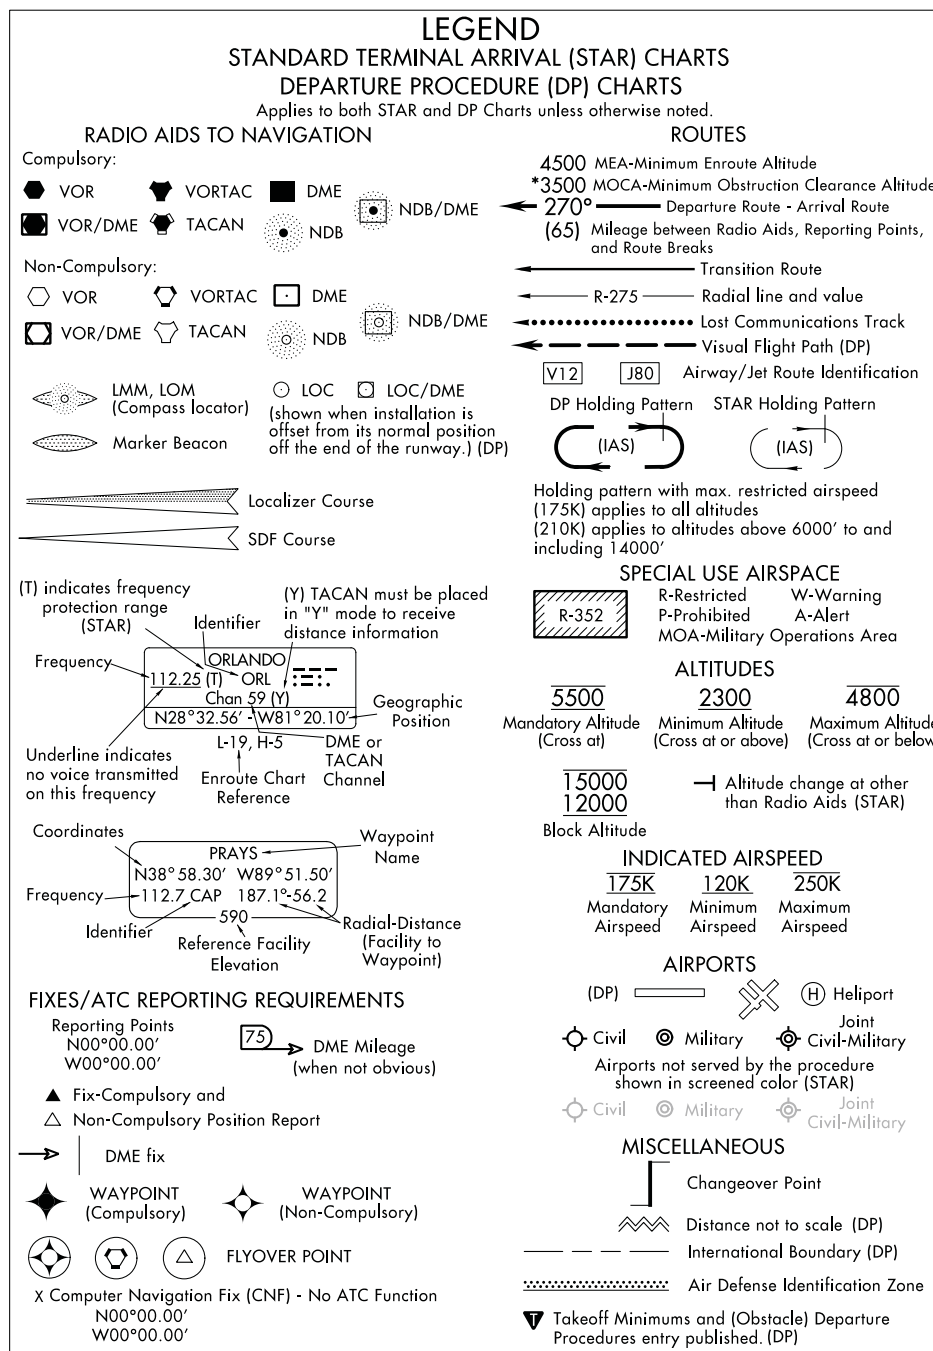 LEGEND
STANDARD TERMINAL ARRIVAL (STAR) CHARTS
DEPARTURE PROCEDURE (DP) CHARTS
Applies to both STAR and DP Charts unless otherwise noted.
RADIO AIDS TO NAVIGATION
Compulsory:
VOR
VORTAC
DME
NDB/DME
VOR/DME
TACAN
NDB
Non-Compulsory:
VOR
VORTAC
DME
NDB/DME
VOR/DME
TACAN
NDB
LMM, LOM
(Compass locator)
Marker Beacon
LOC
LOC/DME
(shown when installation is
offset from its normal position
off the end of the runway.) (DP)
Localizer Course
SDF Course
(T) indicates frequency
protection range
(STAR)
Identifier
(Y) TACAN must be placed
in "Y" mode to receive
distance information
Frequency
ORLANDO
112.25 (T) ORL
Chan 59 (Y)
N28°32.56' - W81°20.10'
Geographic
Position
L-19, H-5
Underline indicates
no voice transmitted
on this frequency
Enroute Chart
Reference
DME or
TACAN
Channel
Coordinates
Waypoint
Name
PRAYS
N38°58.30' W89°51.50'
Frequency
112.7 CAP 187.1°-56.2
590
Identifier
Reference Facility
Elevation
Radial-Distance
(Facility to
Waypoint)
FIXES/ATC REPORTING REQUIREMENTS
Reporting Points
N00°00.00'
W00°00.00'
75
DME Mileage
(when not obvious)
Fix-Compulsory and
Non-Compulsory Position Report
DME fix
WAYPOINT
(Compulsory)
WAYPOINT
(Non-Compulsory)
FLYOVER POINT
X Computer Navigation Fix (CNF) - No ATC Function
N00°00.00'
W00°00.00'
ROUTES
4500 MEA-Minimum Enroute Altitude
*3500 MOCA-Minimum Obstruction Clearance Altitude
270° Departure Route - Arrival Route
(65) Mileage between Radio Aids, Reporting Points,
and Route Breaks
Transition Route
R-275 Radial line and value
Lost Communications Track
Visual Flight Path (DP)
V12 J80 Airway/Jet Route Identification
DP Holding Pattern
STAR Holding Pattern
(IAS)
(IAS)
Holding pattern with max. restricted airspeed
(175K) applies to all altitudes
(210K) applies to altitudes above 6000' to and
including 14000'
SPECIAL USE AIRSPACE
R-352
R-Restricted W-Warning
P-Prohibited A-Alert
MOA-Military Operations Area
ALTITUDES
5500 2300 4800
Mandatory Altitude
(Cross at)
Minimum Altitude
(Cross at or above)
Maximum Altitude
(Cross at or below
15000
12000
Block Altitude
Altitude change at other
than Radio Aids (STAR)
INDICATED AIRSPEED
175K 120K 250K
Mandatory
Airspeed
Minimum
Airspeed
Maximum
Airspeed
AIRPORTS
(DP)
H Heliport
Civil
Military
Joint
Civil-Military
Airports not served by the procedure
shown in screened color (STAR)
Civil
Military
Joint
Civil-Military
MISCELLANEOUS
Changeover Point
Distance not to scale (DP)
International Boundary (DP)
Air Defense Identification Zone
T Takeoff Minimums and (Obstacle) Departure
Procedures entry published. (DP)